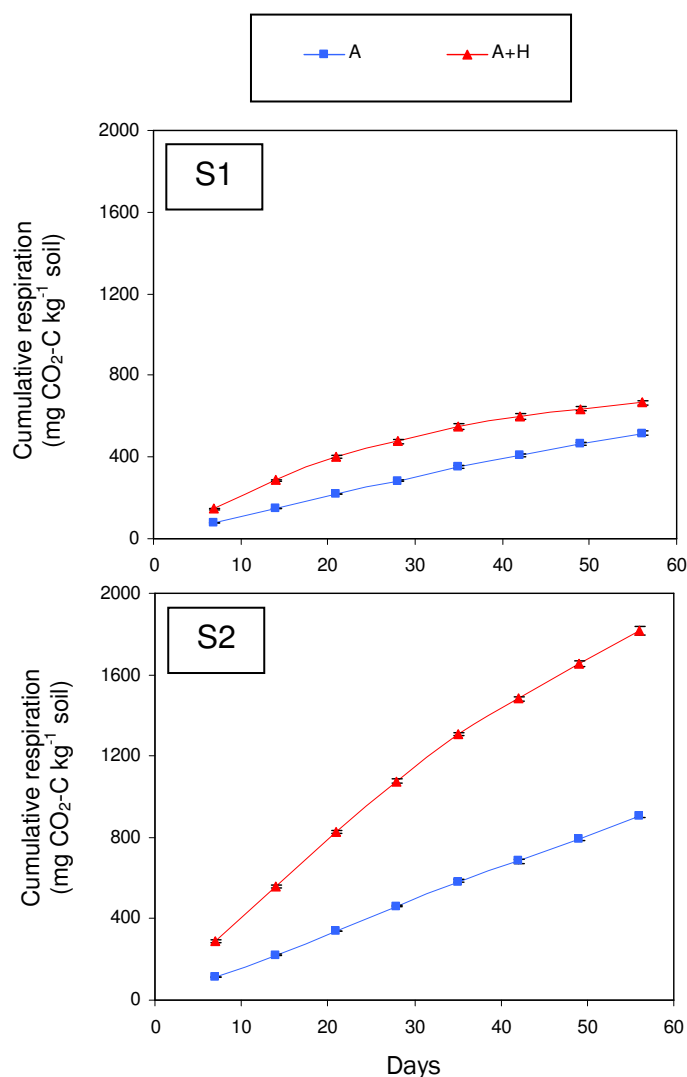 A A+H
S1
Cumulative respiration
(mg CO₂-C kg⁻¹ soil)
2000
1600
1200
800
400
0
0 10 20 30 40 50 60
S2
Cumulative respiration
(mg CO₂-C kg⁻¹ soil)
2000
1600
1200
800
400
0
0 10 20 30 40 50 60
Days